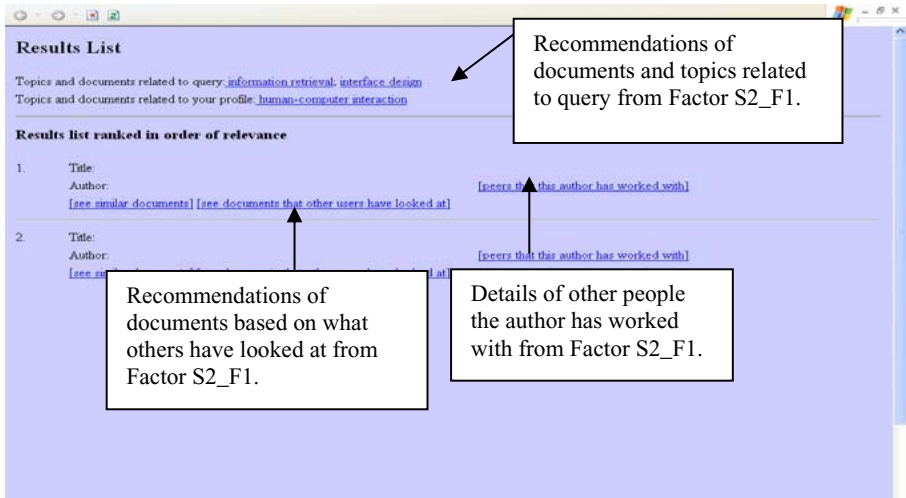 Results List
Topics and documents related to query: information retrieval; interface design
Topics and documents related to your profile: human-computer interaction
Recommendations of
documents and topics related
to query from Factor S2_F1.
Results list ranked in order of relevance
1. Title:
Author: [peers that this author has worked with]
[see similar documents] [see documents that other users have looked at]
2. Title:
Author: [peers that this author has worked with]
[see at]
Recommendations of
documents based on what
others have looked at from
Factor S2_F1.
Details of other people
the author has worked
with from Factor S2_F1.